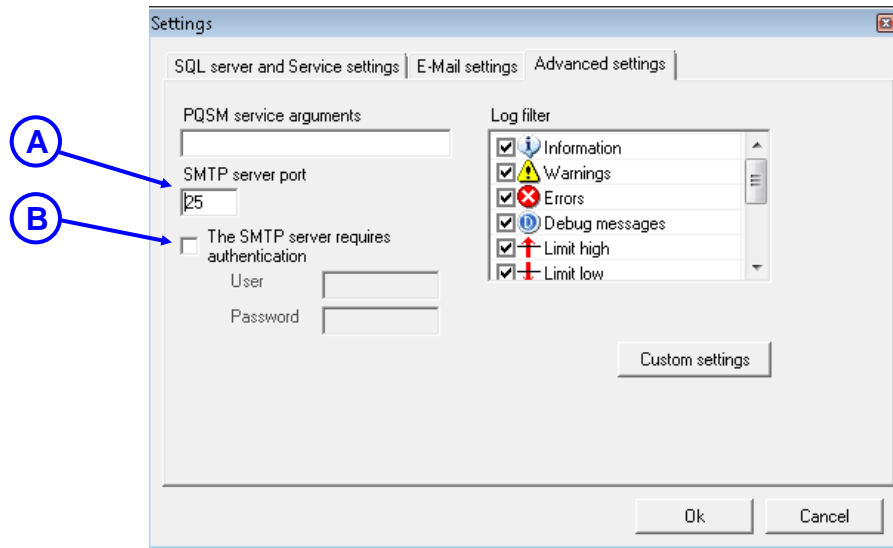 Settings
SQL server and Service settings
E-Mail settings
Advanced settings
PQSM service arguments
Log filter
A
SMTP server port
25
B
The SMTP server requires
authentication
User
Password
Information
Warnings
Errors
D Debug messages
Limit high
Limit low
Custom settings
Ok
Cancel